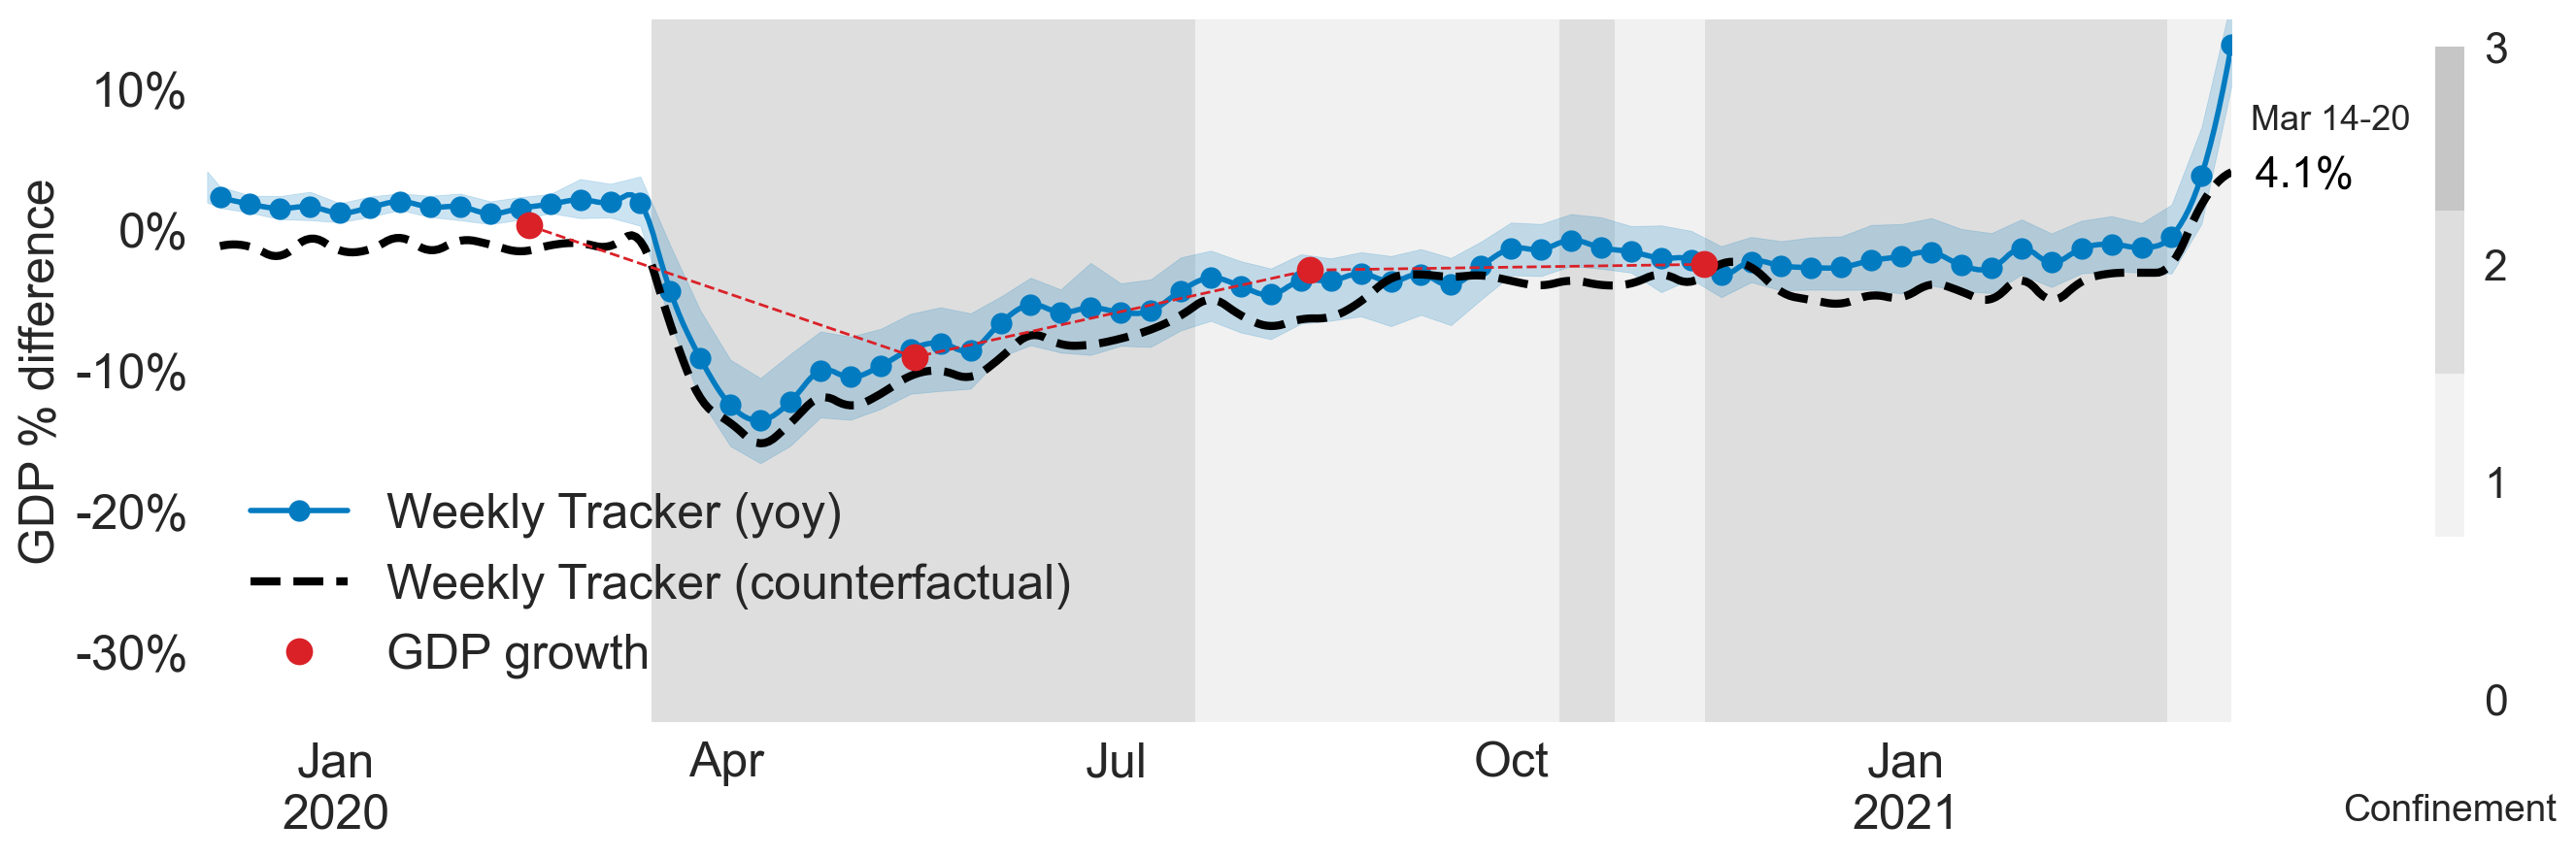 GDP % difference
10%
0%
-10%
-20%
-30%
Weekly Tracker (yoy)
Weekly Tracker (counterfactual)
GDP growth
Jan
2020
Apr
Jul
Oct
Jan
2021
Mar 14-20
4.1%
3
2
1
0
Confinement